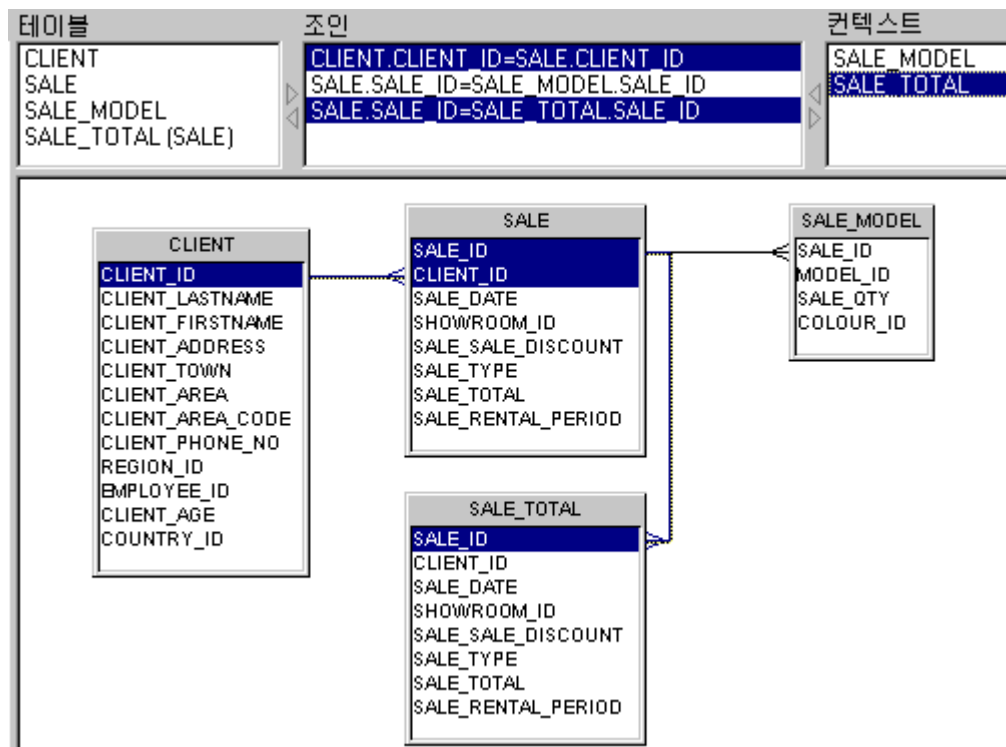 테이블
조인
컨텍스트
CLIENT
SALE
SALE_MODEL
SALE_TOTAL (SALE)
CLIENT.CLIENT_ID=SALE.CLIENT_ID
SALE.SALE_ID=SALE_MODEL.SALE_ID
SALE.SALE_ID=SALE_TOTAL.SALE_ID
SALE_MODEL
SALE_TOTAL
CLIENT
CLIENT_ID
CLIENT_LASTNAME
CLIENT_FIRSTNAME
CLIENT_ADDRESS
CLIENT_TOWN
CLIENT_AREA
CLIENT_AREA_CODE
CLIENT_PHONE_NO
REGION_ID
EMPLOYEE_ID
CLIENT_AGE
COUNTRY_ID
SALE
SALE_ID
CLIENT_ID
SALE_DATE
SHOWROOM_ID
SALE_SALE_DISCOUNT
SALE_TYPE
SALE_TOTAL
SALE_RENTAL_PERIOD
SALE_MODEL
SALE_ID
MODEL_ID
SALE_QTY
COLOUR_ID
SALE_TOTAL
SALE_ID
CLIENT_ID
SALE_DATE
SHOWROOM_ID
SALE_SALE_DISCOUNT
SALE_TYPE
SALE_TOTAL
SALE_RENTAL_PERIOD